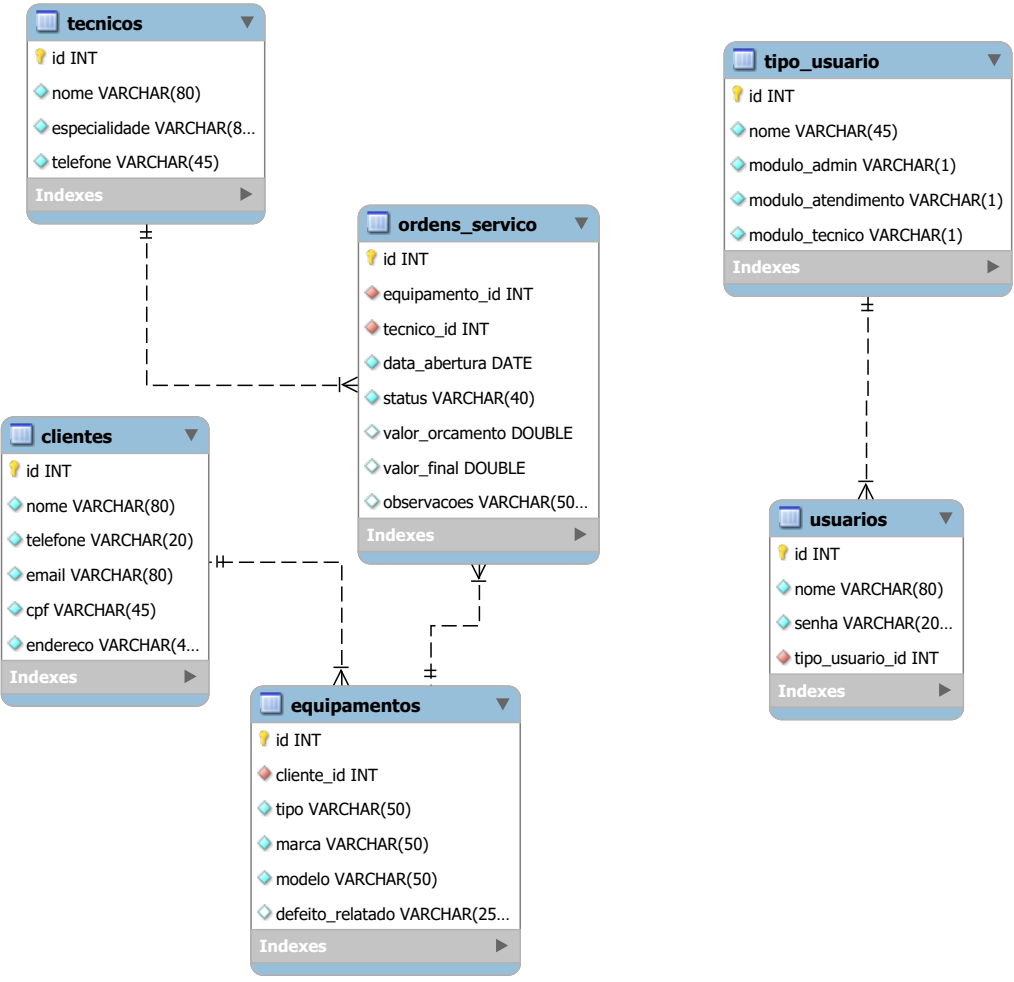 tecnicos
id INT
nome VARCHAR(80)
especialidade VARCHAR(8...
telefone VARCHAR(45)
Indexes
tipo_usuario
id INT
nome VARCHAR(45)
modulo_admin VARCHAR(1)
modulo_atendimento VARCHAR(1)
modulo_tecnico VARCHAR(1)
Indexes
ordens_servico
id INT
equipamento_id INT
tecnico_id INT
data_abertura DATE
status VARCHAR(40)
valor_orcamento DOUBLE
valor_final DOUBLE
observacoes VARCHAR(50...
Indexes
clientes
id INT
nome VARCHAR(80)
telefone VARCHAR(20)
email VARCHAR(80)
cpf VARCHAR(45)
endereco VARCHAR(4...
Indexes
usuarios
id INT
nome VARCHAR(80)
senha VARCHAR(20...
tipo_usuario_id INT
Indexes
equipamentos
id INT
cliente_id INT
tipo VARCHAR(50)
marca VARCHAR(50)
modelo VARCHAR(50)
defeito_relatado VARCHAR(25...
Indexes